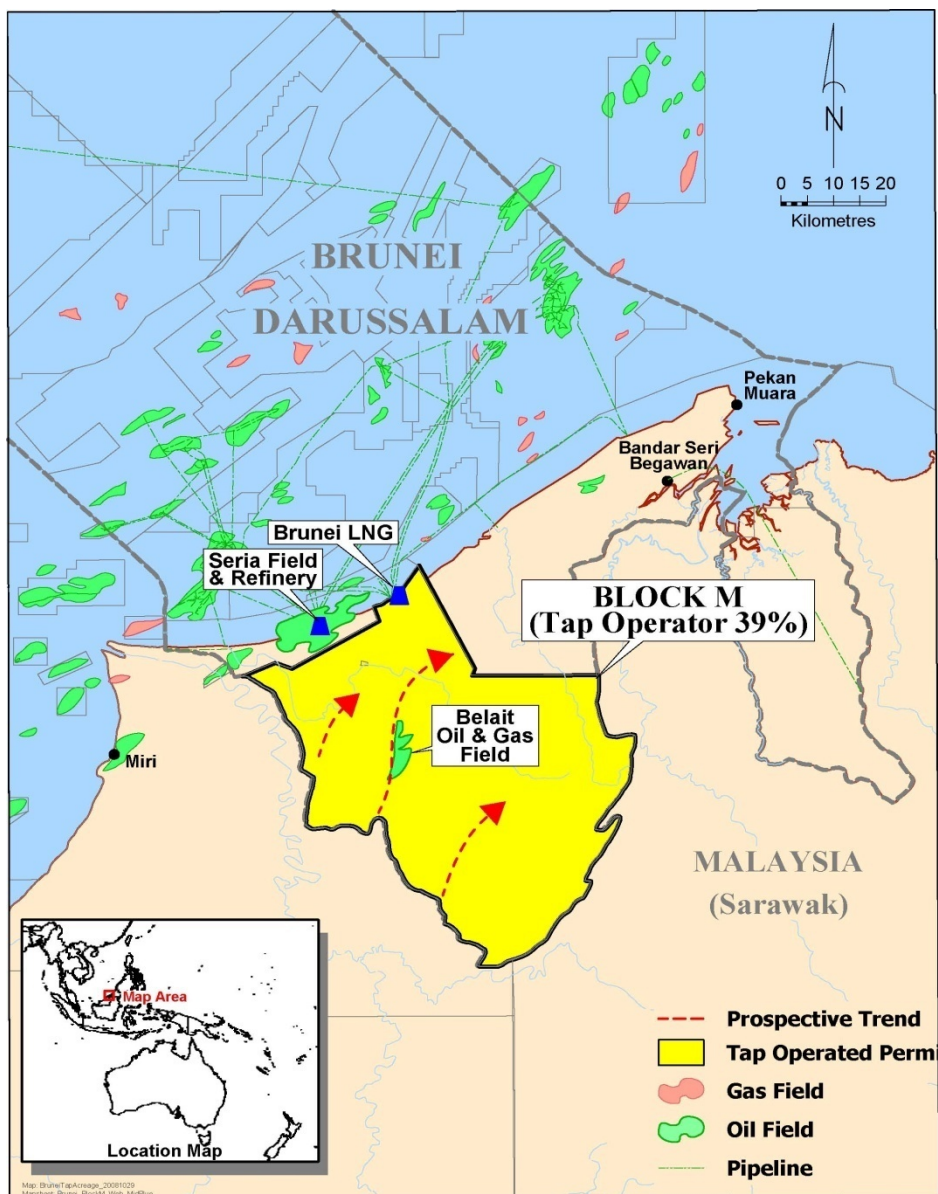 N
0 5 10 20
Kilometres
BRUNEI
DARUSSALAM
Pekan
Muara
Bandar Seri
Begawan
Brunei LNG
Seria Field
& Refinery
BLOCK M
(Tap Operator 39%)
Belait
Oil & Gas
Field
Miri
MALAYSIA
(Sarawak)
Map Area
Location Map
Prospective Trend
Tap Operated Permi
Gas Field
Oil Field
Pipeline
Map: BruneiTapAcreage_20081029